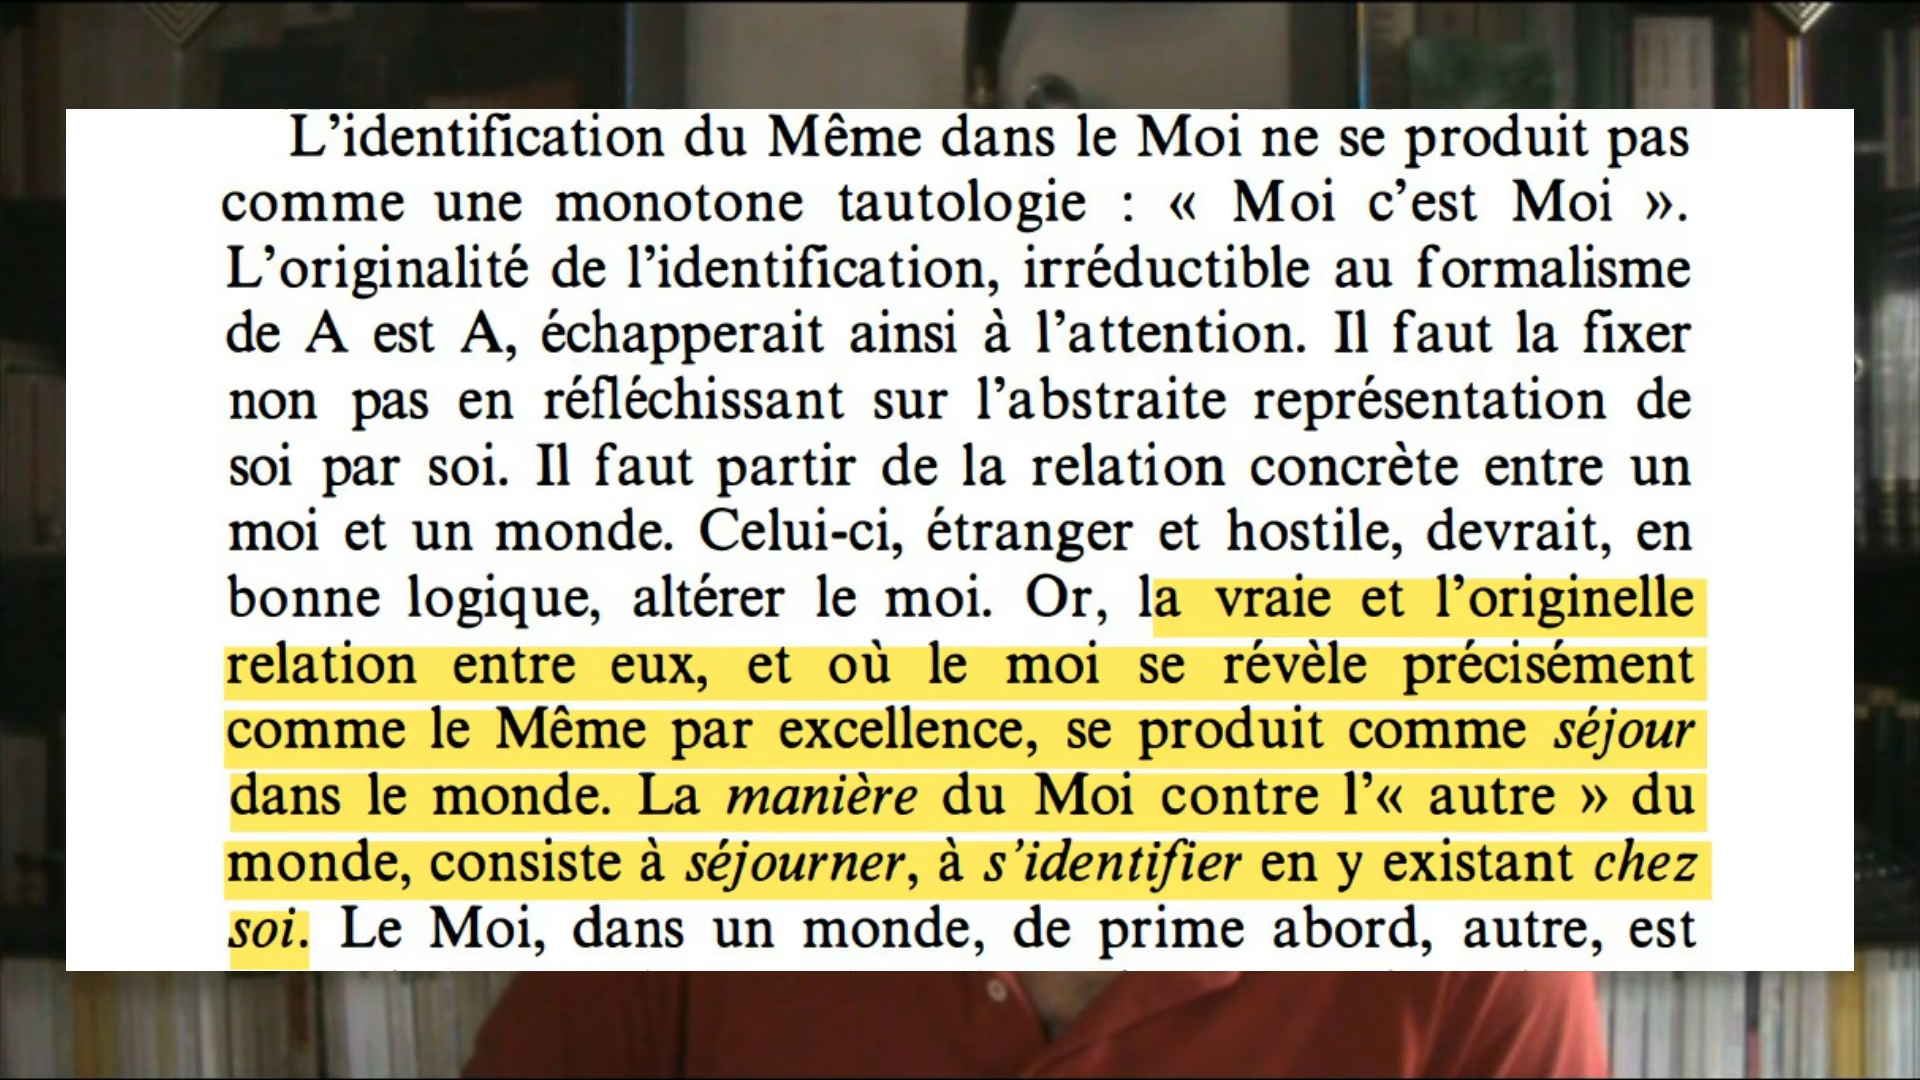 L’identification du Même dans le Moi ne se produit pas
comme une monotone tautologie : « Moi c’est Moi ».
L’originalité de l’identification, irréductible au formalisme
de A est A, échapperait ainsi à l’attention. Il faut la fixer
non pas en réfléchissant sur l’abstraite représentation de
soi par soi. Il faut partir de la relation concrète entre un
moi et un monde. Celui-ci, étranger et hostile, devrait, en
bonne logique, altérer le moi. Or, la vraie et l’originelle
relation entre eux, et où le moi se révèle précisément
comme le Même par excellence, se produit comme séjour
dans le monde. La manière du Moi contre l’« autre » du
monde, consiste à séjourner, à s’identifier en y existant chez
soi. Le Moi, dans un monde, de prime abord, autre, est